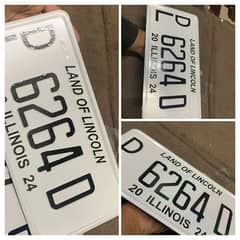 D 6264 D
LAND OF LINCOLN
20 ILLINOIS 24
LAND OF LINCOLN
D
L 6264 D
20 ILLINOIS 24
LAND OF LINCOLN
D 6264 D
20 ILLINOIS 24